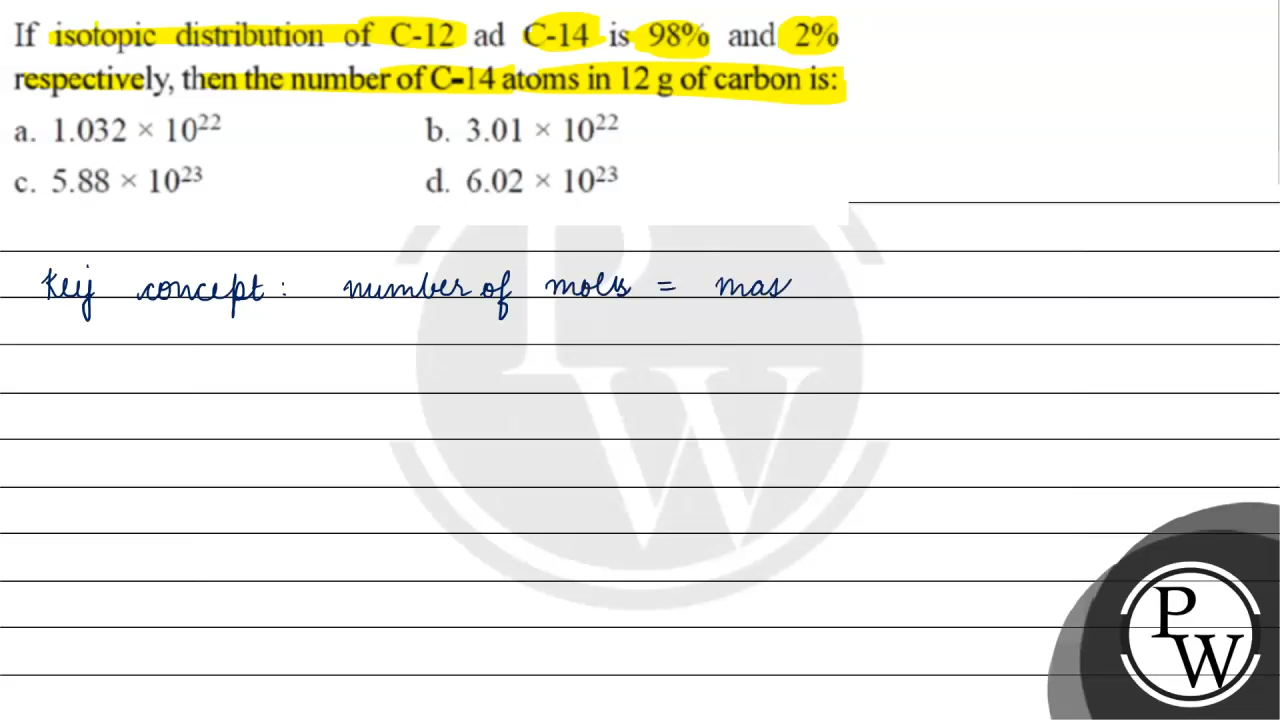 If isotopic distribution of C-12 ad C-14 is 98% and 2%
respectively, then the number of C-14 atoms in 12 g of carbon is:
a. 1.032 × 10²² b. 3.01 × 10²²
c. 5.88 × 10²³ d. 6.02 × 10²³
Key concept: number of moles = mas
P
W
P
W